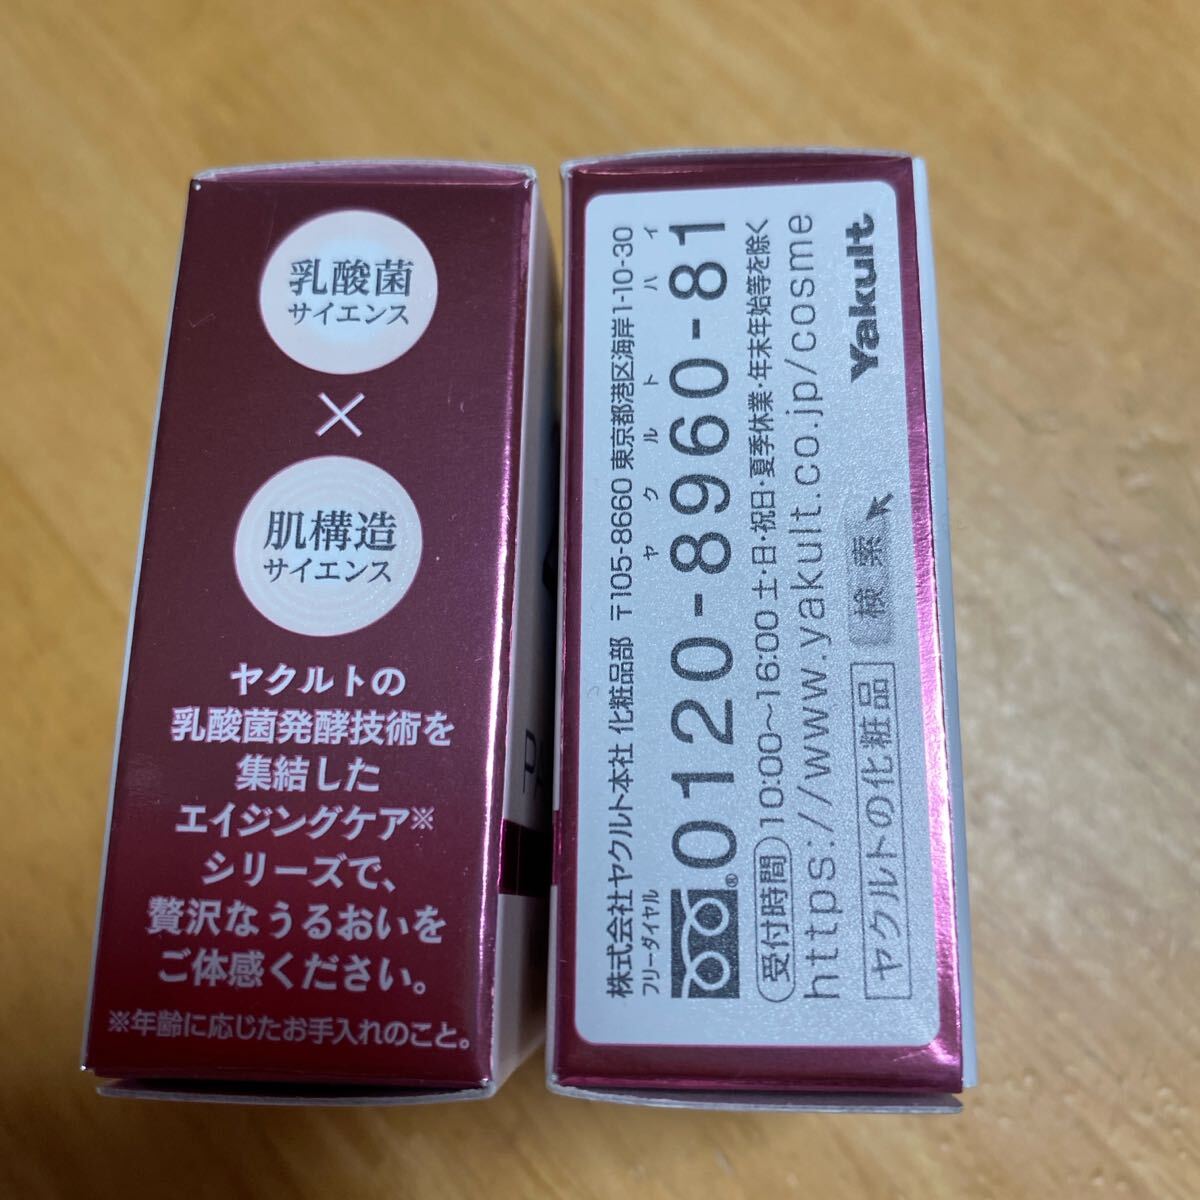 乳酸菌
サイエンス
×
肌構造
サイエンス
ヤクルトの
乳酸菌発酵技術を
集結した
エイジングケア※
シリーズで、
贅沢なうるおいを
ご体感ください。
※年齢に応じたお手入れのこと。
株式会社ヤクルト本社 化粧品部 〒105-8660 東京都港区海岸1-10-30
フリーダイヤル ヤクルト ハイ
0120-8960-81
受付時間 10:00〜16:00 土・日・祝日・夏季休業・年末年始等を除く
https://www.yakult.co.jp/cosme
ヤクルトの化粧品 検索 Yakult